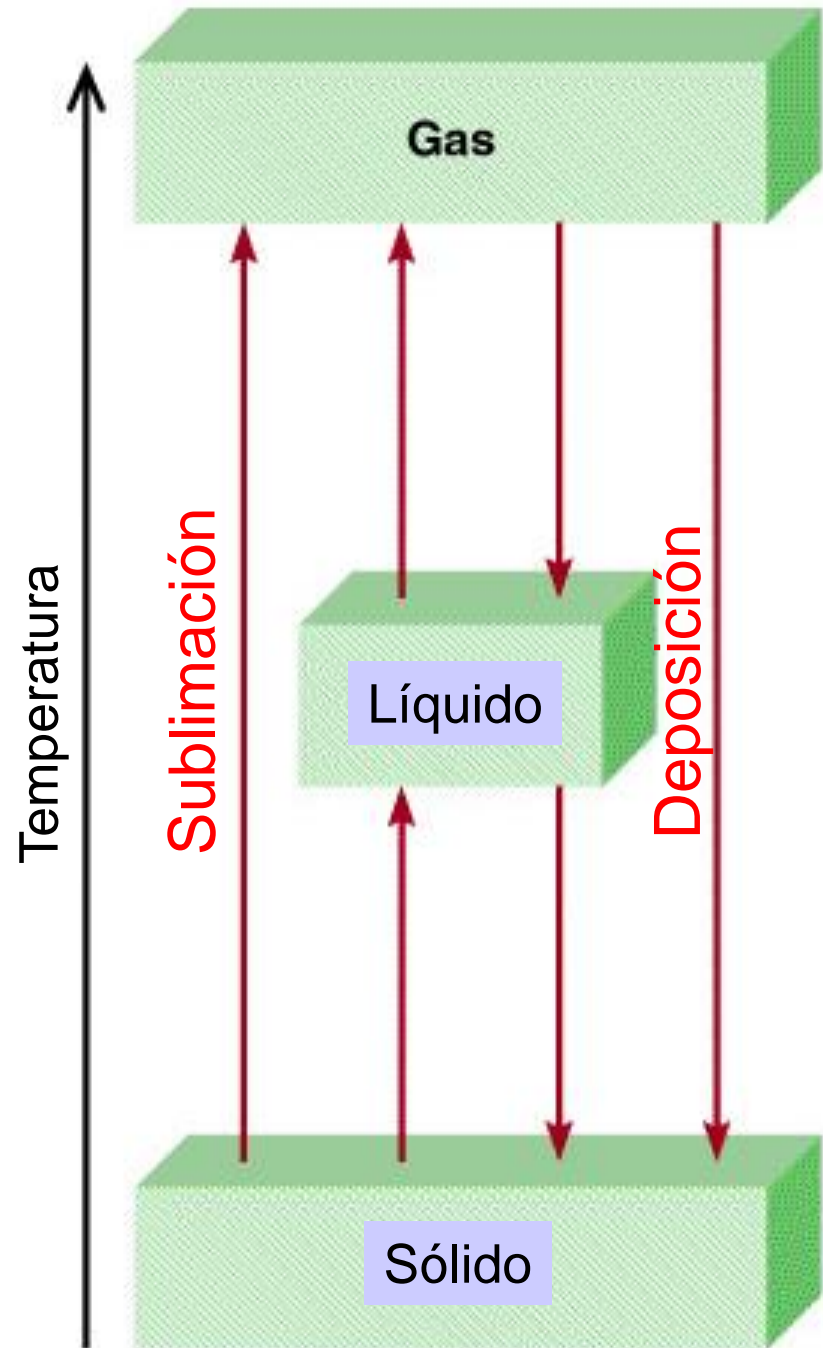 Gas
Temperatura
Sublimación
Líquido
Deposición
Sólido